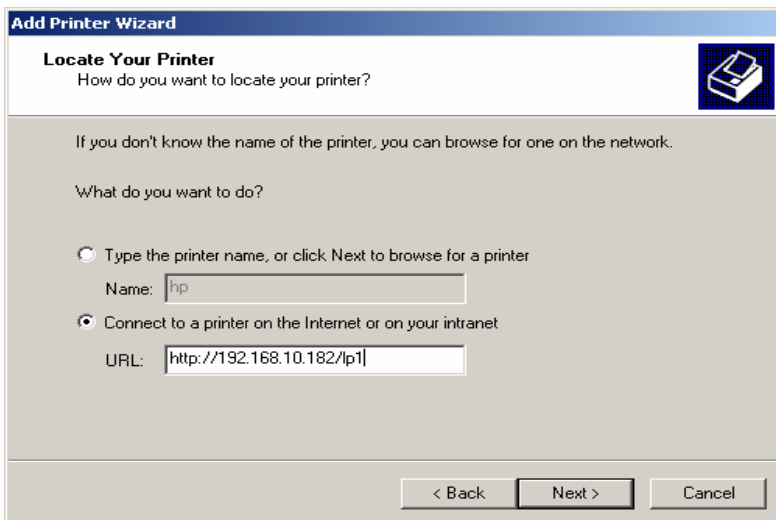 Add Printer Wizard
Locate Your Printer
How do you want to locate your printer?
If you don't know the name of the printer, you can browse for one on the network.
What do you want to do?
Type the printer name, or click Next to browse for a printer
Name: hp
Connect to a printer on the Internet or on your intranet
URL: http://192.168.10.182/lp1
< Back Next > Cancel